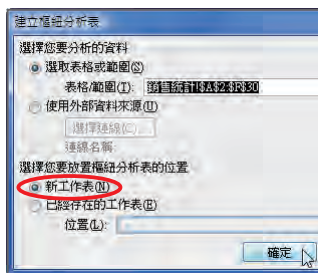 建立樞紐分析表
選擇您要分析的資料
選取表格或範圍(S)
表格/範圍(T): 銷售統計!$A$2:$F$30
使用外部資料來源(U)
選擇連線(C)...
連線名稱:
選擇您要放置樞紐分析表的位置
新工作表(N)
已經存在的工作表(E)
位置(L):
確定